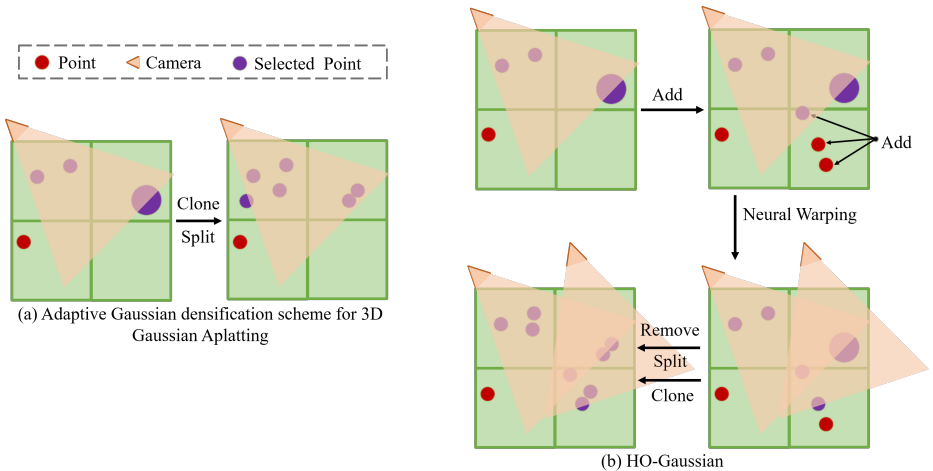 Point
Camera
Selected Point
Clone
Split
(a) Adaptive Gaussian densification scheme for 3D
Gaussian Aplatting
Add
Add
Neural Warping
Remove
Split
Clone
(b) HO-Gaussian